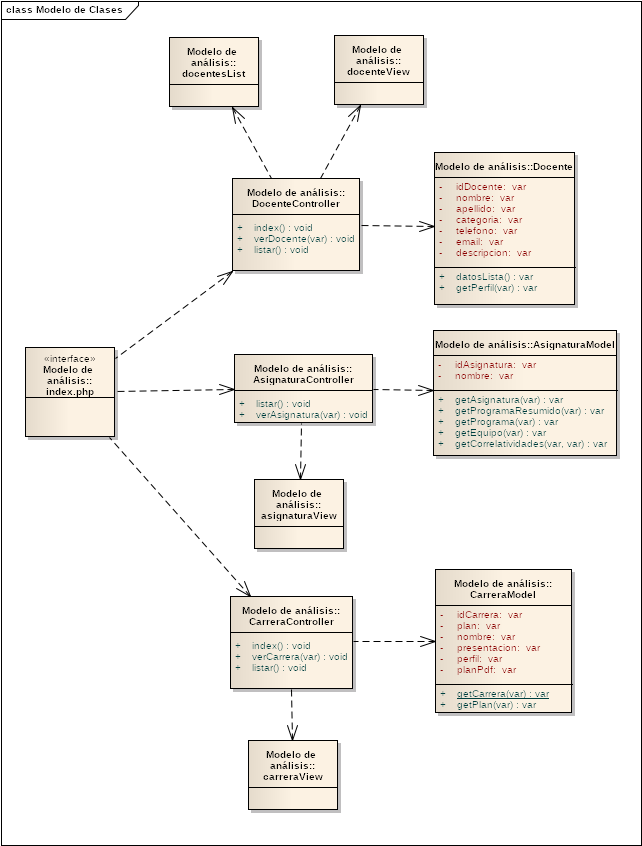 class Modelo de Clases
Modelo de
análisis::
docentesList
Modelo de
análisis::
docenteView
Modelo de análisis::
DocenteController
+ index() : void
+ verDocente(var) : void
+ listar() : void
Modelo de análisis::Docente
- idDocente: var
- nombre: var
- apellido: var
- categoria: var
- telefono: var
- email: var
- descripcion: var
+ datosLista() : var
+ getPerfil(var) : var
«interface»
Modelo de
análisis::
index.php
Modelo de análisis::
AsignaturaController
+ listar() : void
+ verAsignatura(var) : void
Modelo de análisis::AsignaturaModel
- idAsignatura: var
- nombre: var
+ getAsignatura(var) : var
+ getProgramaResumido(var) : var
+ getPrograma(var) : var
+ getEquipo(var) : var
+ getCorrelatividades(var, var) : var
Modelo de
análisis::
asignaturaView
Modelo de análisis::
CarreraController
+ index() : void
+ verCarrera(var) : void
+ listar() : void
Modelo de análisis::
CarreraModel
- idCarrera: var
- plan: var
- nombre: var
- presentacion: var
- perfil: var
- planPdf: var
+ getCarrera(var) : var
+ getPlan(var) : var
Modelo de
análisis::
carreraView